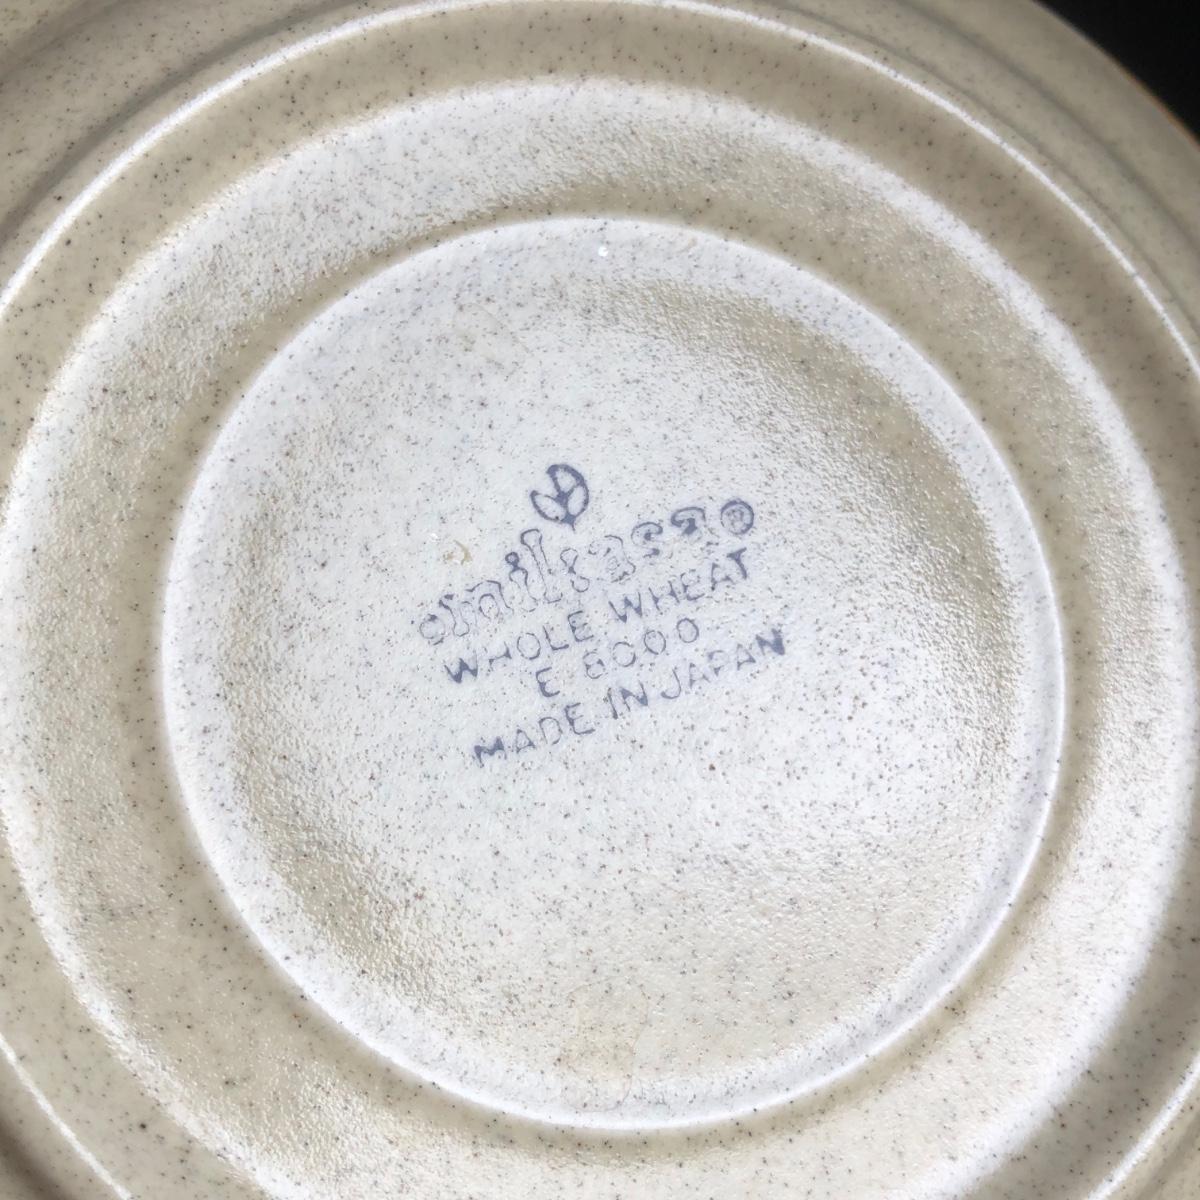 mikasa®
WHOLE WHEAT
E 8000
MADE IN JAPAN